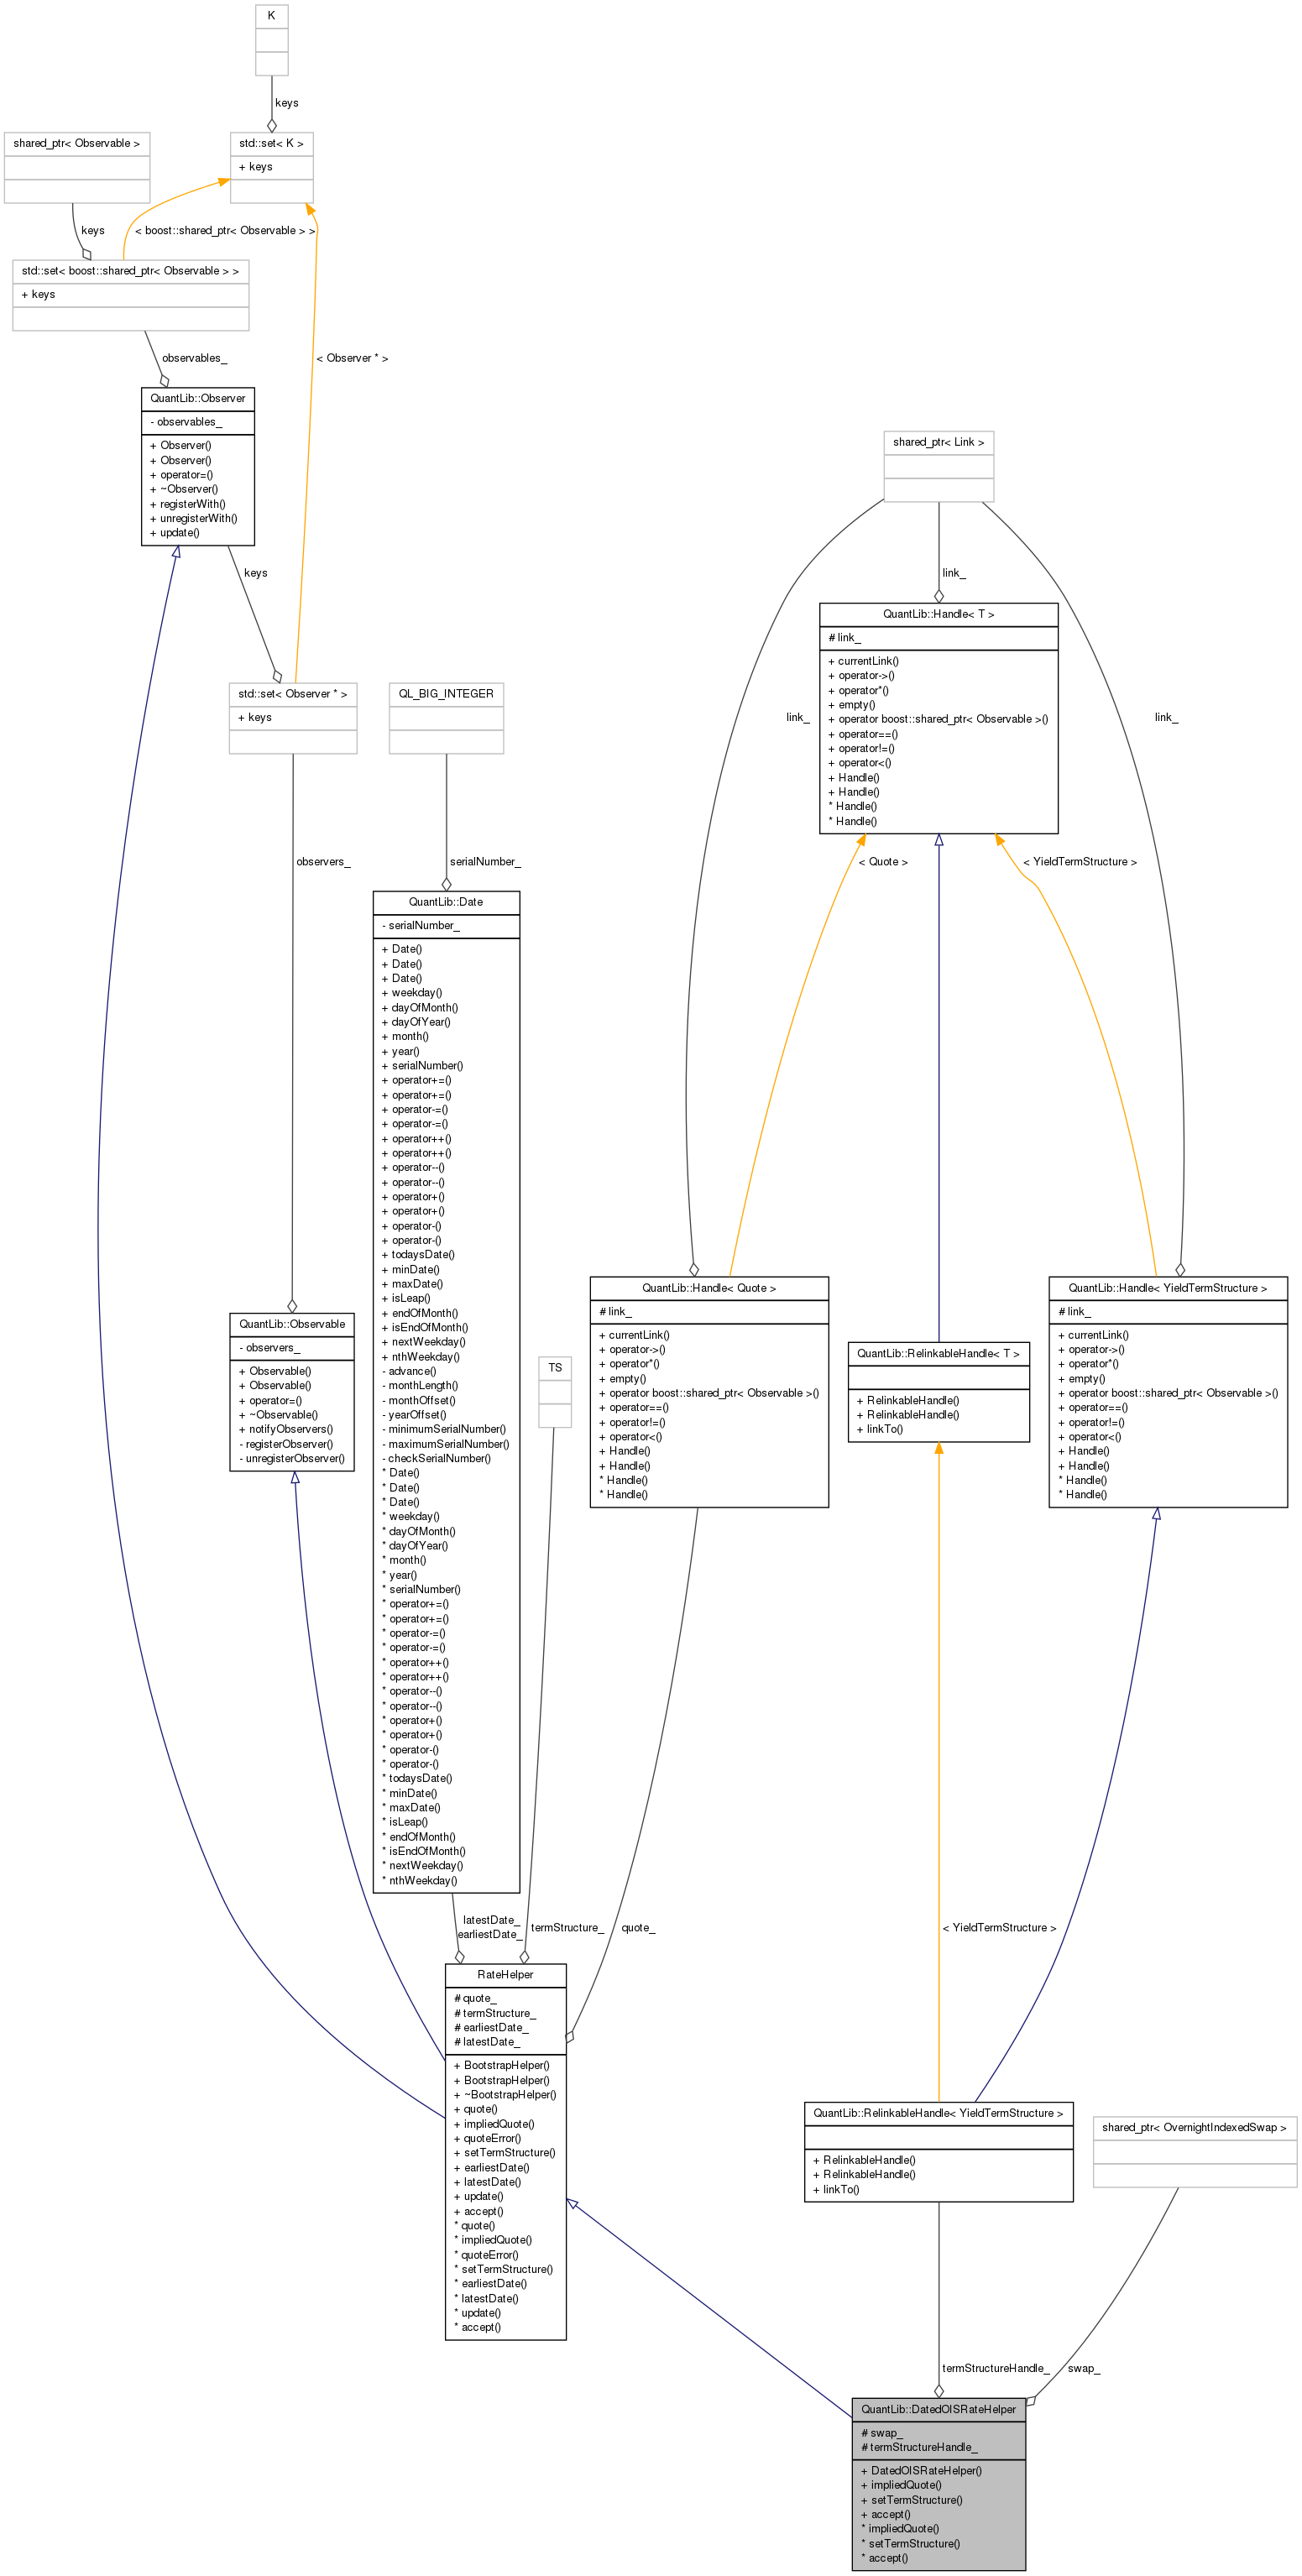 K
keys
std::set< K >
+ keys
shared_ptr< Observable >
keys
< boost::shared_ptr< Observable > >
std::set< boost::shared_ptr< Observable > >
+ keys
observables_
< Observer * >
QuantLib::Observer
- observables_
+ Observer()
+ Observer()
+ operator=()
+ ~Observer()
+ registerWith()
+ unregisterWith()
+ update()
keys
shared_ptr< Link >
link_
QuantLib::Handle< T >
# link_
+ currentLink()
+ operator->()
+ operator*()
+ empty()
+ operator boost::shared_ptr< Observable >()
+ operator==()
+ operator!=()
+ operator<()
+ Handle()
+ Handle()
* Handle()
* Handle()
link_
link_
std::set< Observer * >
+ keys
QL_BIG_INTEGER
observers_
serialNumber_
< Quote >
< YieldTermStructure >
QuantLib::Date
- serialNumber_
+ Date()
+ Date()
+ Date()
+ weekday()
+ dayOfMonth()
+ dayOfYear()
+ month()
+ year()
+ serialNumber()
+ operator+=()
+ operator+=()
+ operator-=()
+ operator-=()
+ operator++()
+ operator++()
+ operator--()
+ operator--()
+ operator+()
+ operator+()
+ operator-()
+ operator-()
+ todaysDate()
+ minDate()
+ maxDate()
+ isLeap()
+ endOfMonth()
+ isEndOfMonth()
+ nextWeekday()
+ nthWeekday()
- advance()
- monthLength()
- monthOffset()
- yearOffset()
- minimumSerialNumber()
- maximumSerialNumber()
- checkSerialNumber()
* Date()
* Date()
* Date()
* weekday()
* dayOfMonth()
* dayOfYear()
* month()
* year()
* serialNumber()
* operator+=()
* operator+=()
* operator-=()
* operator-=()
* operator++()
* operator++()
* operator--()
* operator--()
* operator+()
* operator+()
* operator-()
* operator-()
* todaysDate()
* minDate()
* maxDate()
* isLeap()
* endOfMonth()
* isEndOfMonth()
* nextWeekday()
* nthWeekday()
QuantLib::Observable
- observers_
+ Observable()
+ Observable()
+ operator=()
+ ~Observable()
+ notifyObservers()
- registerObserver()
- unregisterObserver()
TS
QuantLib::Handle< Quote >
# link_
+ currentLink()
+ operator->()
+ operator*()
+ empty()
+ operator boost::shared_ptr< Observable >()
+ operator==()
+ operator!=()
+ operator<()
+ Handle()
+ Handle()
* Handle()
* Handle()
QuantLib::RelinkableHandle< T >
+ RelinkableHandle()
+ RelinkableHandle()
+ linkTo()
QuantLib::Handle< YieldTermStructure >
# link_
+ currentLink()
+ operator->()
+ operator*()
+ empty()
+ operator boost::shared_ptr< Observable >()
+ operator==()
+ operator!=()
+ operator<()
+ Handle()
+ Handle()
* Handle()
* Handle()
latestDate_
earliestDate_
termStructure_
quote_
< YieldTermStructure >
RateHelper
# quote_
# termStructure_
# earliestDate_
# latestDate_
+ BootstrapHelper()
+ BootstrapHelper()
+ ~BootstrapHelper()
+ quote()
+ impliedQuote()
+ quoteError()
+ setTermStructure()
+ earliestDate()
+ latestDate()
+ update()
+ accept()
* quote()
* impliedQuote()
* quoteError()
* setTermStructure()
* earliestDate()
* latestDate()
* update()
* accept()
QuantLib::RelinkableHandle< YieldTermStructure >
+ RelinkableHandle()
+ RelinkableHandle()
+ linkTo()
shared_ptr< OvernightIndexedSwap >
termStructureHandle_
swap_
QuantLib::DatedOISRateHelper
# swap_
# termStructureHandle_
+ DatedOISRateHelper()
+ impliedQuote()
+ setTermStructure()
+ accept()
* impliedQuote()
* setTermStructure()
* accept()